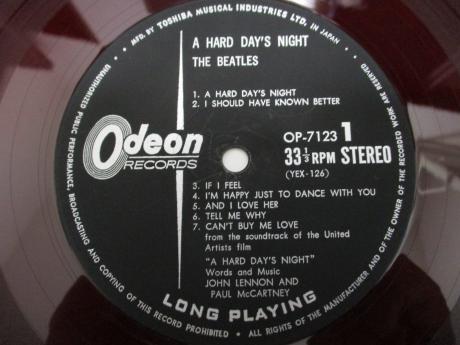 MFD. BY TOSHIBA MUSICAL INDUSTRIES LTD. IN JAPAN
A HARD DAY'S NIGHT
THE BEATLES
1. A HARD DAY'S NIGHT
2. I SHOULD HAVE KNOWN BETTER
Odeon
RECORDS
OP-7123 1
33 1/3 RPM STEREO
(YEX-126)
3. IF I FEEL
4. I'M HAPPY JUST TO DANCE WITH YOU
5. AND I LOVE HER
6. TELL ME WHY
7. CAN'T BUY ME LOVE
from the soundtrack of the United
Artists film
"A HARD DAY'S NIGHT"
Words and Music
JOHN LENNON AND
PAUL McCARTNEY
LONG PLAYING
UNAUTHORIZED PUBLIC PERFORMANCE, BROADCASTING AND COPYING OF THIS RECORD PROHIBITED • ALL RIGHTS OF THE MANUFACTURER AND OF THE OWNER OF THE RECORDED WORK ARE RESERVED